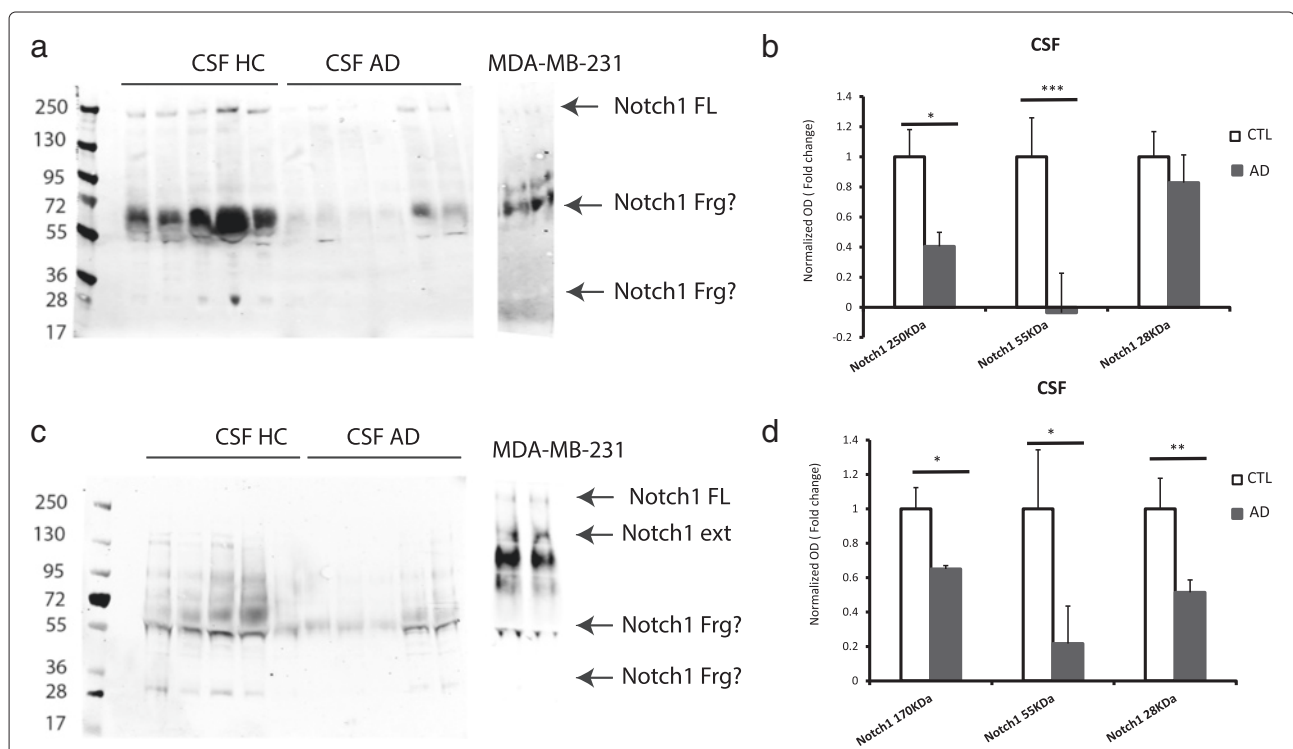 a
CSF HC
CSF AD
MDA-MB-231
250
130
95
72
55
36
28
17
Notch1 FL
Notch1 Frg?
Notch1 Frg?
b
CSF
Normalized OD ( Fold change)
1.4
1.2
1
0.8
0.6
0.4
0.2
0
-0.2
*
***
CTL
AD
Notch1 250KDa
Notch1 55KDa
Notch1 28KDa
c
CSF HC
CSF AD
MDA-MB-231
250
130
95
72
55
36
28
17
Notch1 FL
Notch1 ext
Notch1 Frg?
Notch1 Frg?
d
CSF
Normalized OD ( Fold change)
1.4
1.2
1
0.8
0.6
0.4
0.2
0
*
*
**
CTL
AD
Notch1 170KDa
Notch1 55KDa
Notch1 28KDa